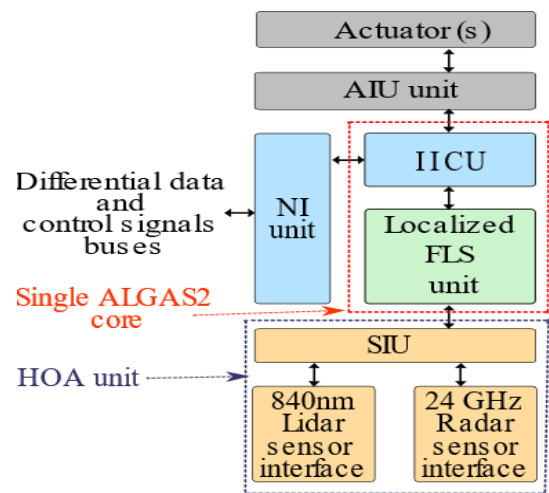 Actuator(s)
AIU unit
IICU
NI
unit
Differential data
and
control signals
buses
Localized
FLS
unit
Single ALGAS2
core
SIU
HOA unit
840nm
Lidar
sensor
interface
24 GHz
Radar
sensor
interface